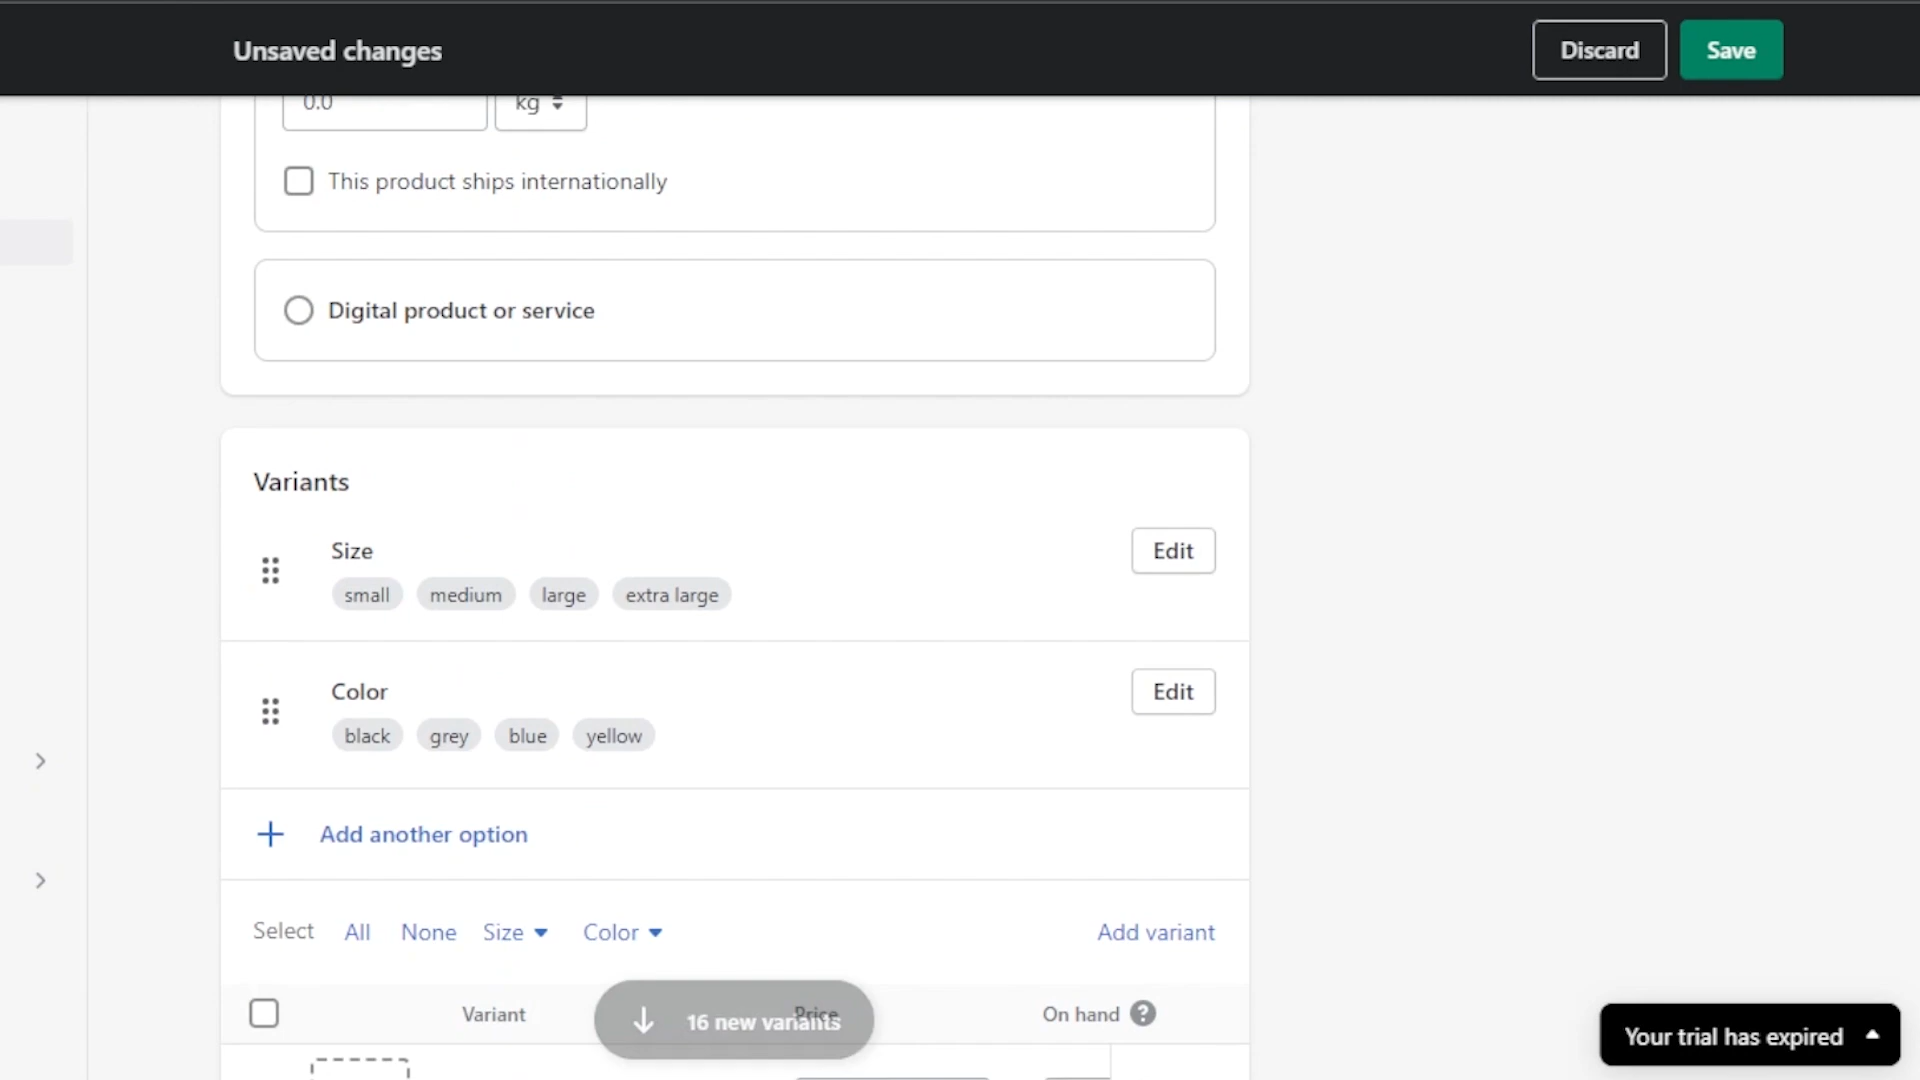 Unsaved changes
Discard
Save
0.0
kg
This product ships internationally
Digital product or service
Variants
Size
Edit
small
medium
large
extra large
Color
Edit
black
grey
blue
yellow
Add another option
Select
All
None
Size
Color
Add variant
Variant
Price
On hand
?
16 new variants
Your trial has expired